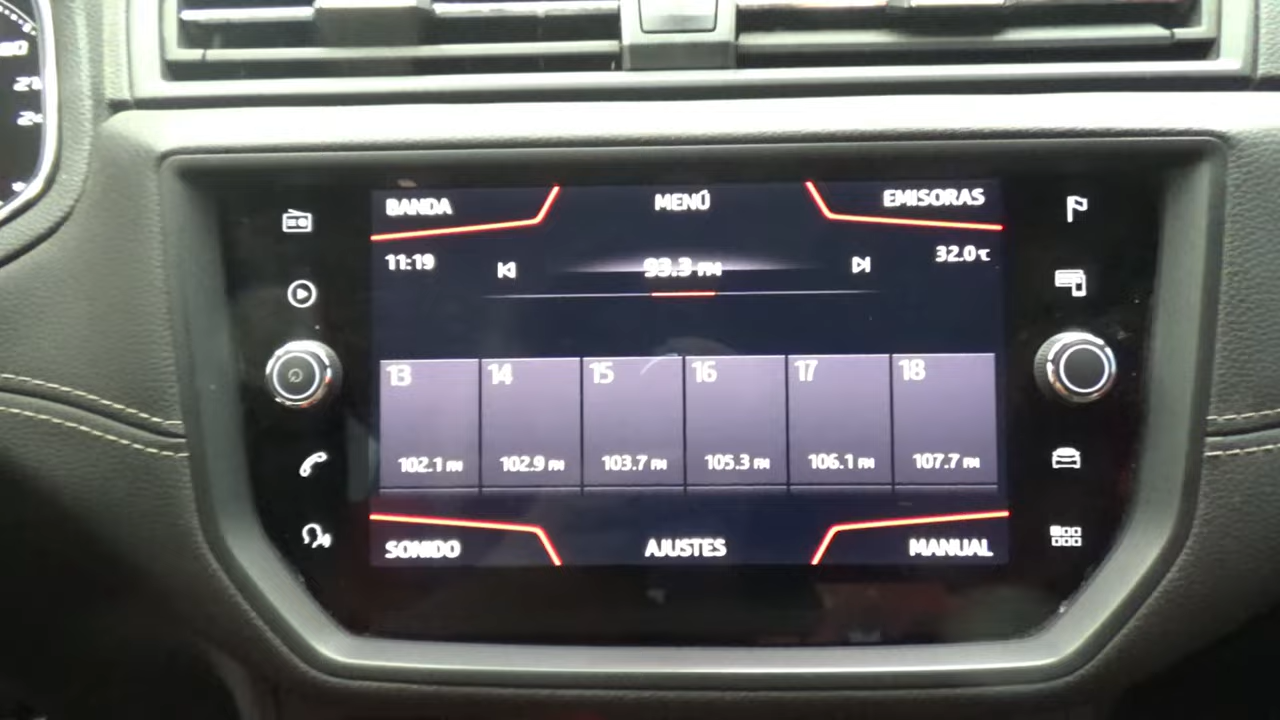 BANDA MENÚ EMISORAS
11:19 93.3 FM 32.0℃
13 14 15 16 17 18
102.1 FM 102.9 FM 103.7 FM 105.3 FM 106.1 FM 107.7 FM
SONIDO AJUSTES MANUAL